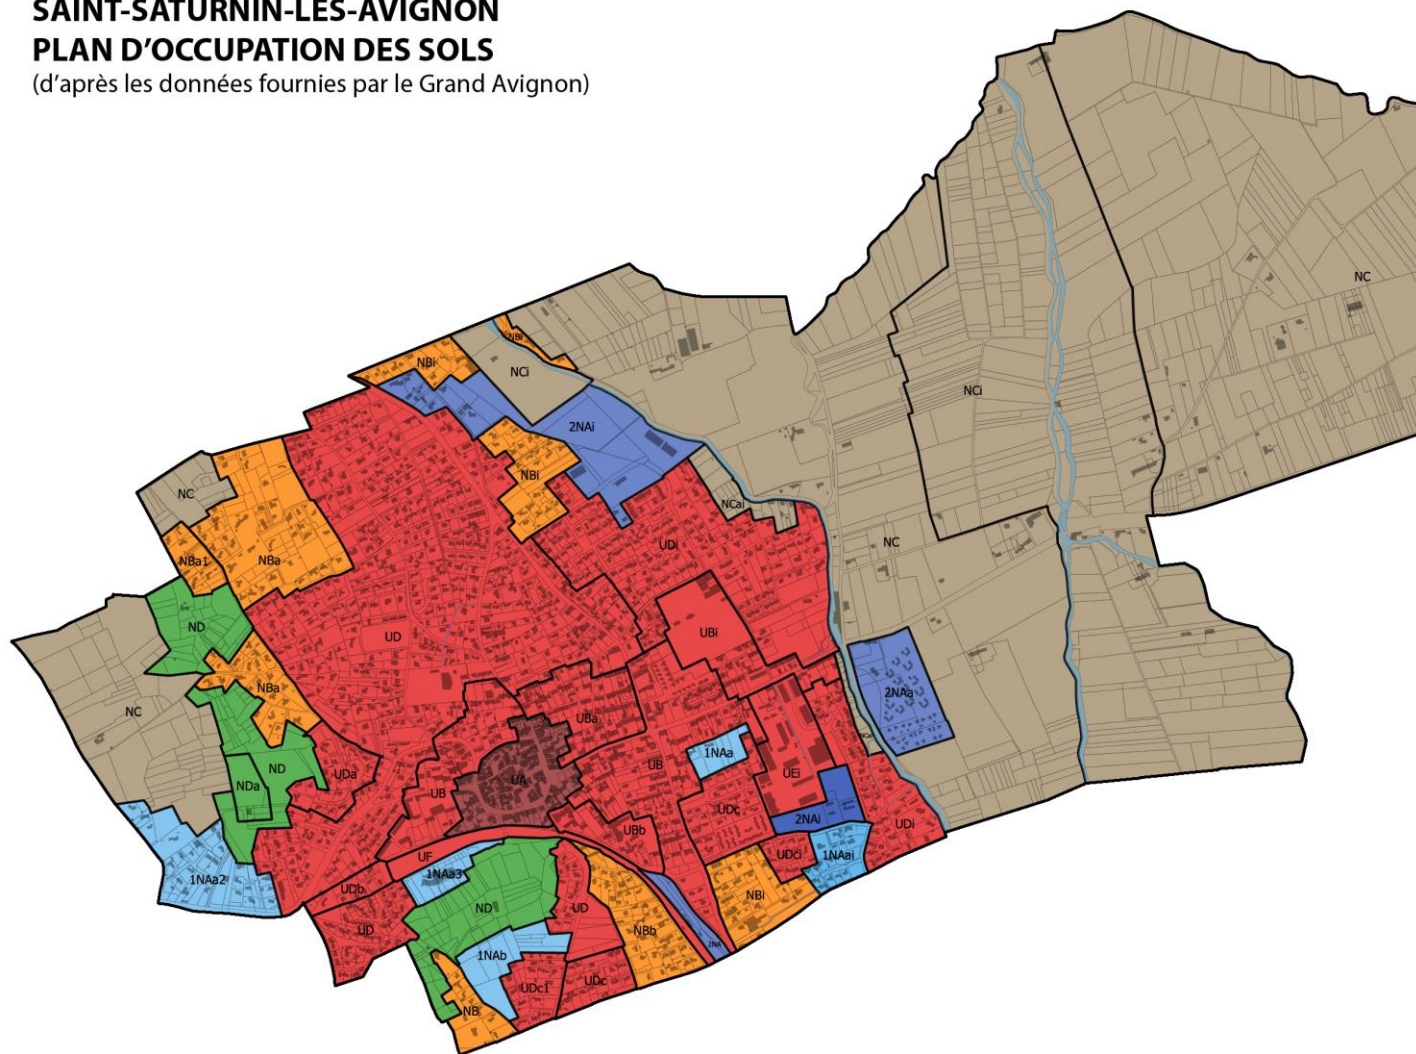 SAINT-SATURNIN-LES-AVIGNON
PLAN D'OCCUPATION DES SOLS
(d'après les données fournies par le Grand Avignon)
NC
NBi
NBi
NCi
NCi
2NAi
NBi
NC
NCai
UDi
NC
NBa1
NBa
ND
UD
UBi
NBa
2NAa
NC
UBa
1NAa
UB
ND
UDa
UA
UEi
NDa
UB
UDc
2NAi
UDi
UBb
UF
UDci
1NAai
1NAa3
1NAa2
UDb
NBi
ND
UD
UD
NBb
2NA
1NAb
UDc1
UDc
NB